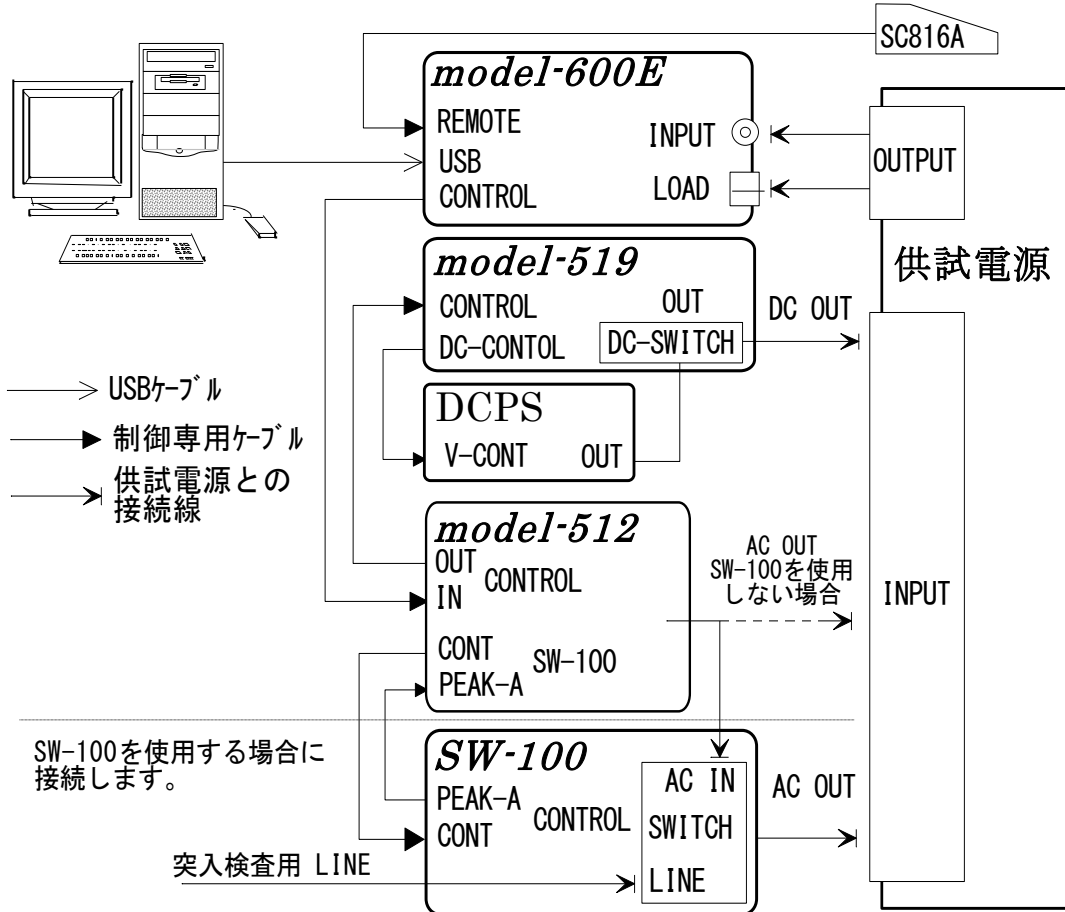 SC816A
model-600E
REMOTE
USB
CONTROL
INPUT
LOAD
OUTPUT
供試電源
model-519
CONTROL
DC-CONTOL
OUT
DC-SWITCH
DC OUT
DCPS
V-CONT
OUT
USBケーブル
制御専用ケーブル
供試電源との
接続線
model-512
OUT
IN
CONTROL
CONT
PEAK-A
SW-100
AC OUT
SW-100を使用
しない場合
INPUT
SW-100を使用する場合に
接続します。
SW-100
PEAK-A
CONT
CONTROL
AC IN
SWITCH
LINE
AC OUT
突入検査用 LINE